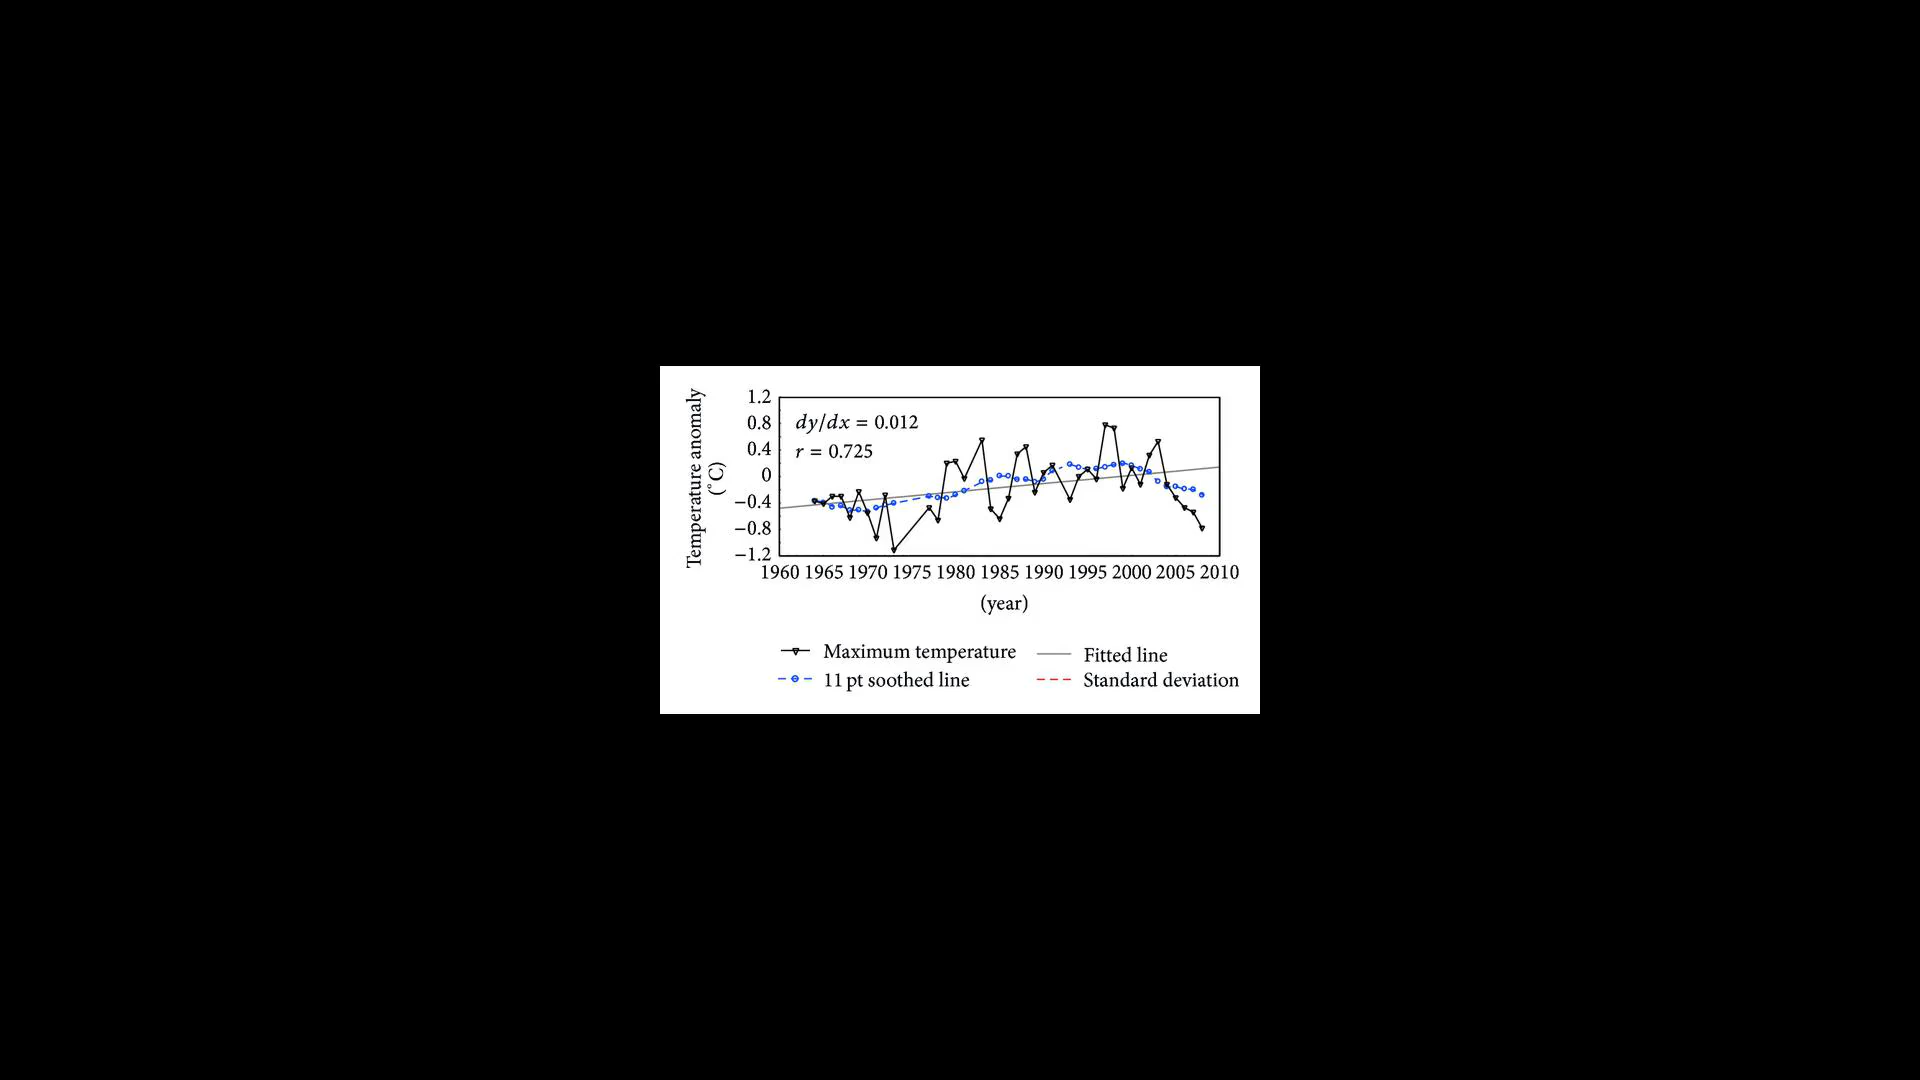 Temperature anomaly
(°C)
1.2
0.8
0.4
0
−0.4
−0.8
−1.2
dy/dx = 0.012
r = 0.725
1960 1965 1970 1975 1980 1985 1990 1995 2000 2005 2010
(year)
Maximum temperature
11 pt soothed line
Fitted line
Standard deviation